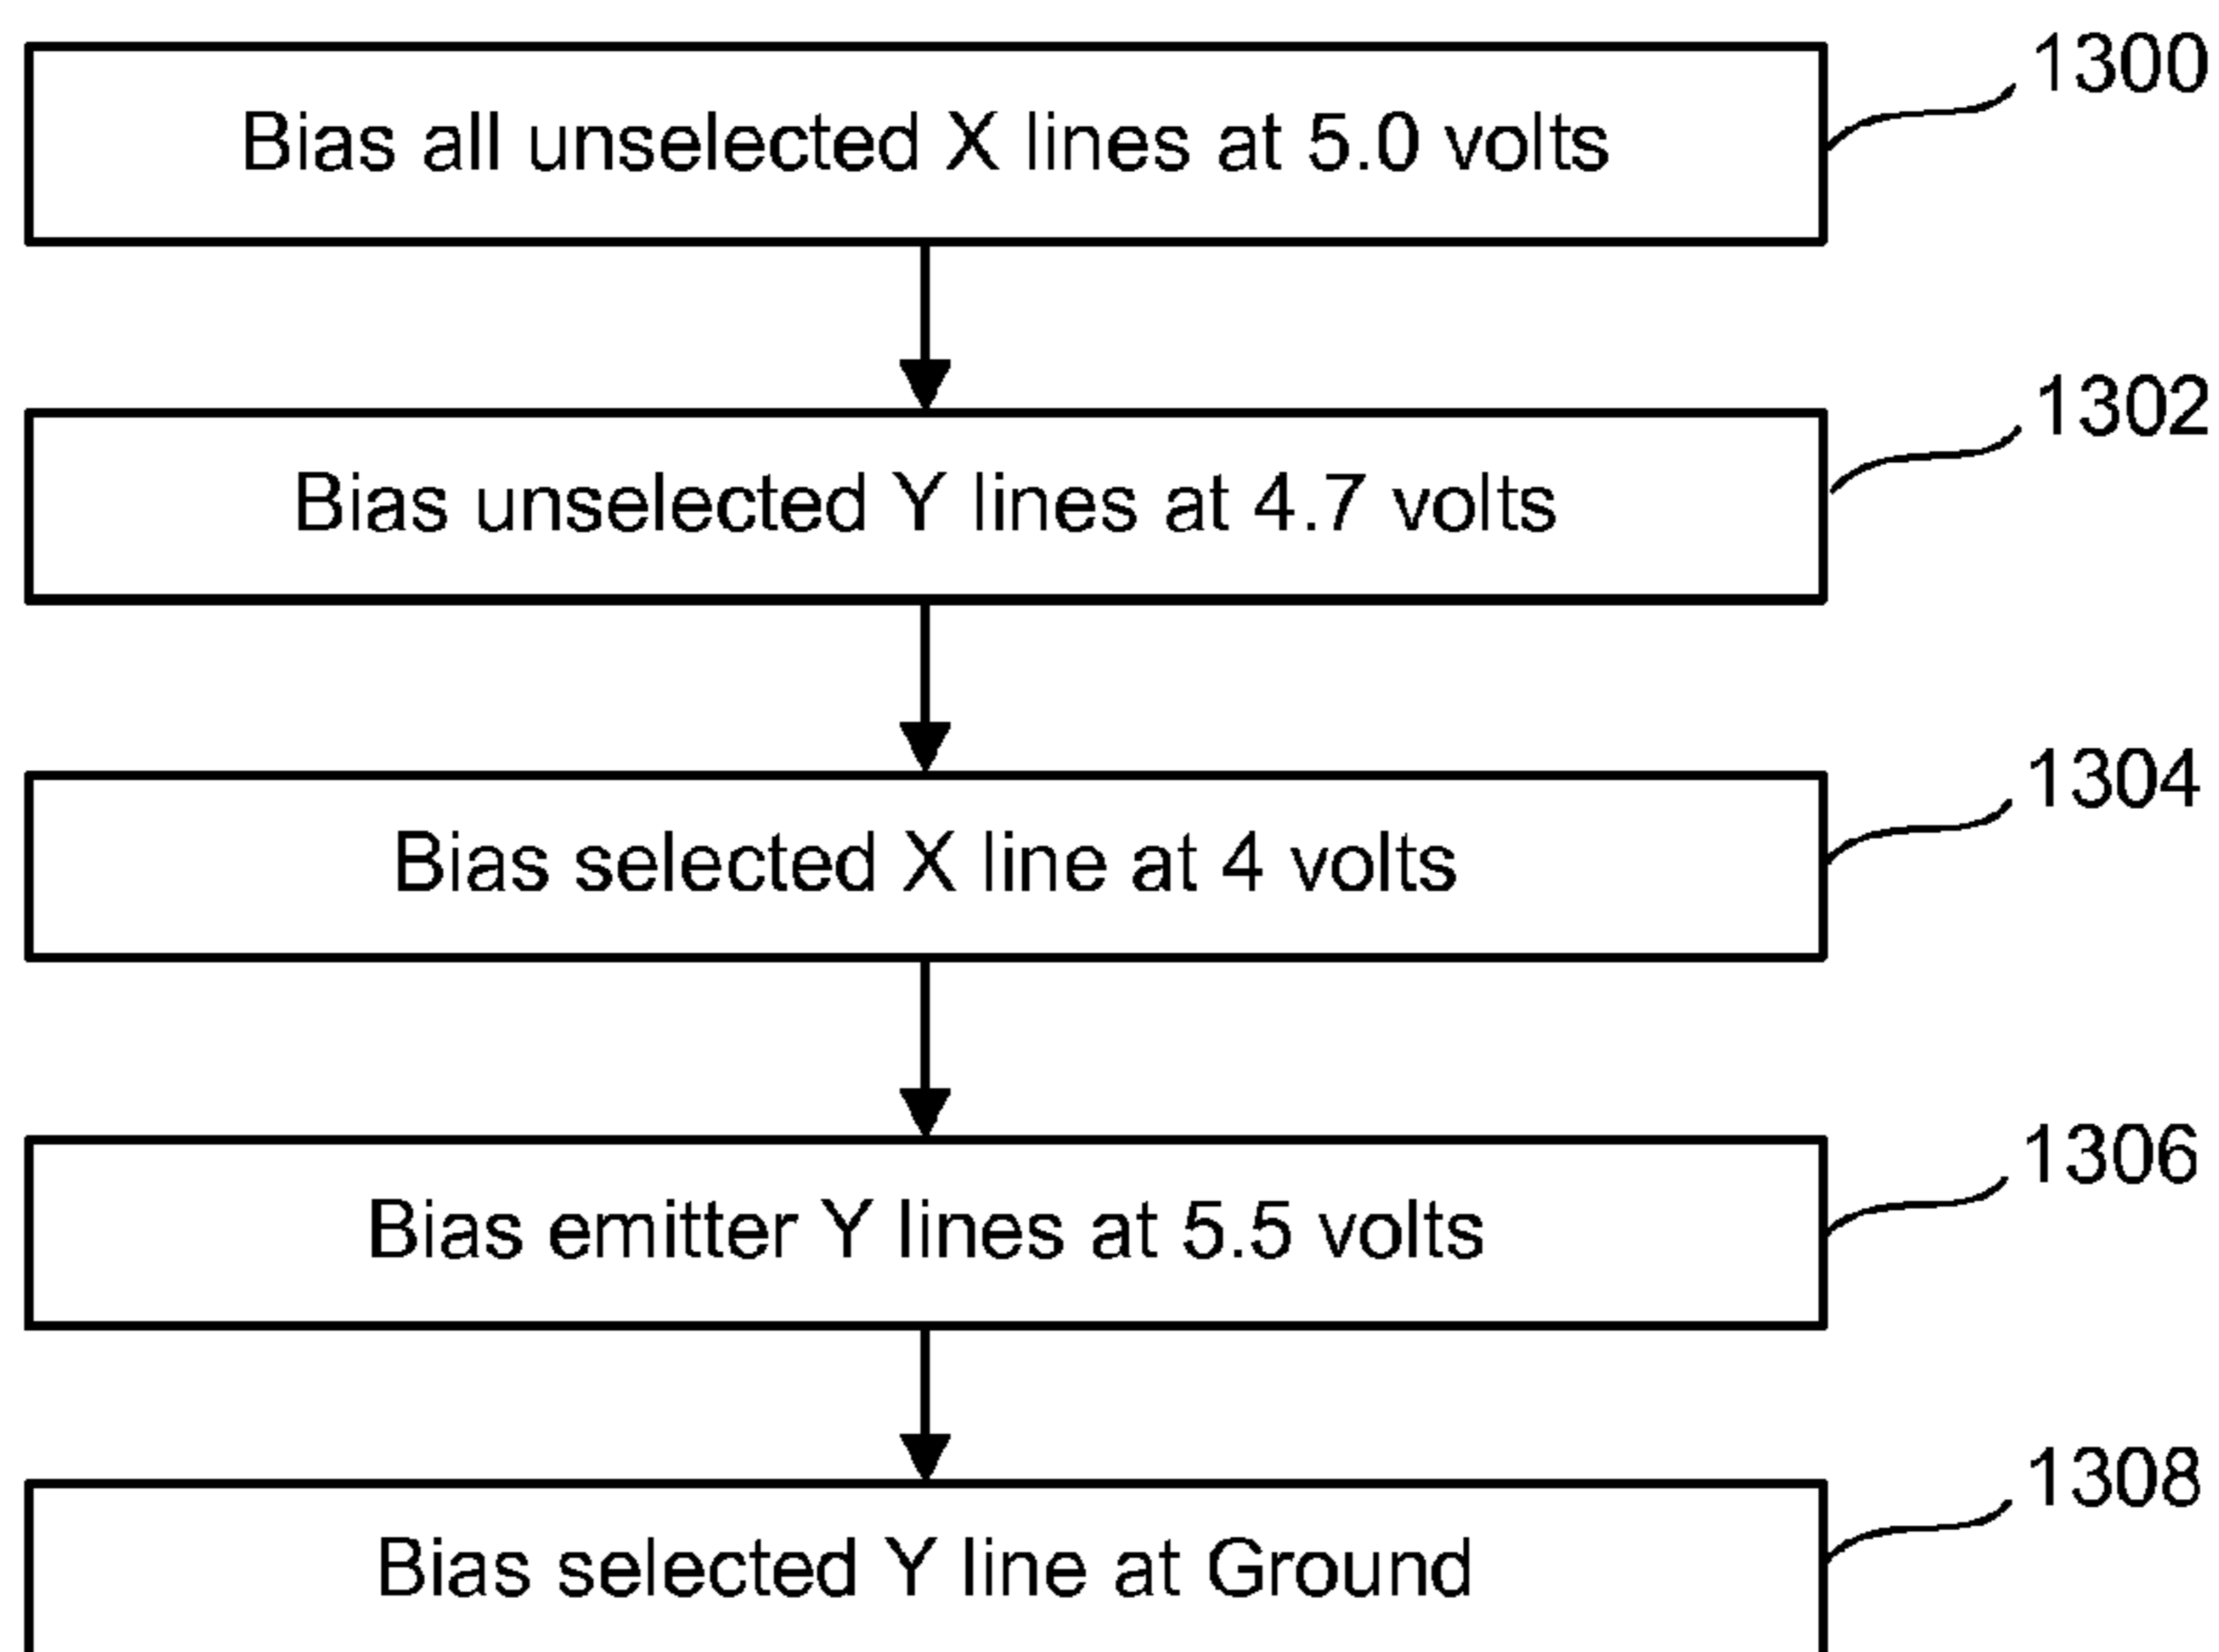 1300
Bias all unselected X lines at 5.0 volts
1302
Bias unselected Y lines at 4.7 volts
1304
Bias selected X line at 4 volts
1306
Bias emitter Y lines at 5.5 volts
1308
Bias selected Y line at Ground